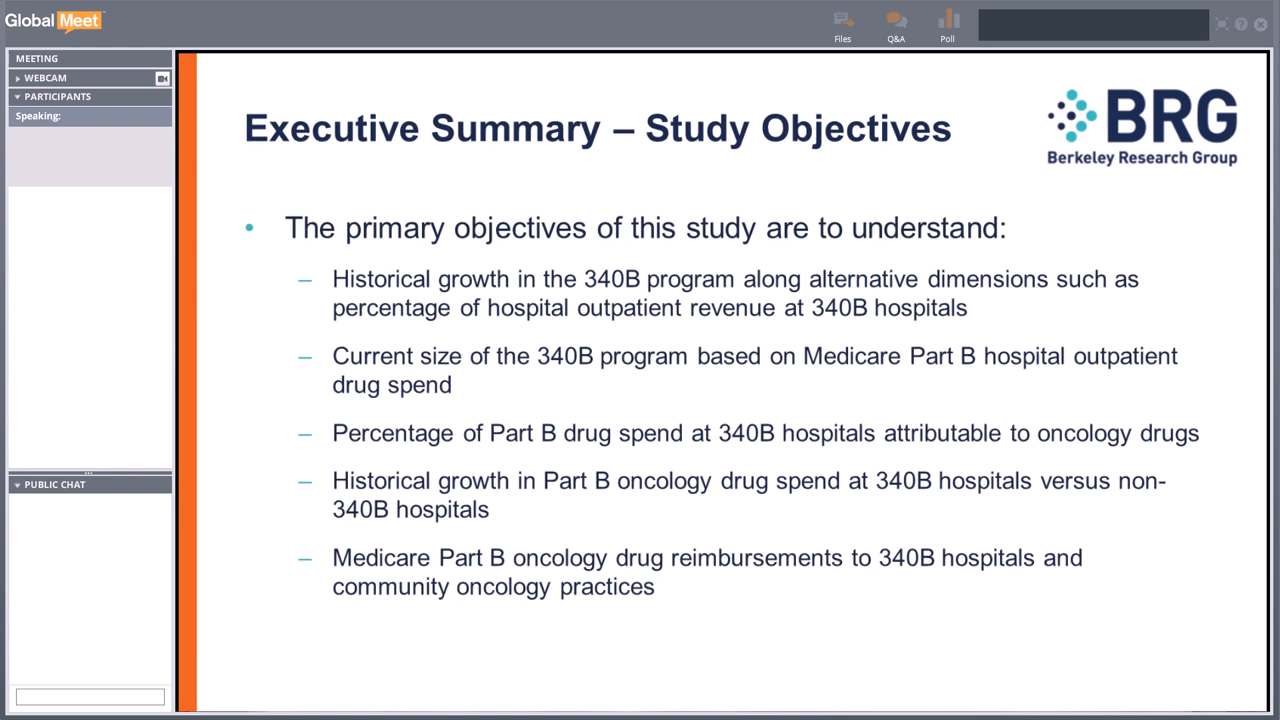 Global Meet
Files
Q&A
Poll
MEETING
WEBCAM
PARTICIPANTS
Speaking:
PUBLIC CHAT
Executive Summary – Study Objectives
BRG
Berkeley Research Group
• The primary objectives of this study are to understand:
– Historical growth in the 340B program along alternative dimensions such as
percentage of hospital outpatient revenue at 340B hospitals
– Current size of the 340B program based on Medicare Part B hospital outpatient
drug spend
– Percentage of Part B drug spend at 340B hospitals attributable to oncology drugs
– Historical growth in Part B oncology drug spend at 340B hospitals versus non-
340B hospitals
– Medicare Part B oncology drug reimbursements to 340B hospitals and
community oncology practices